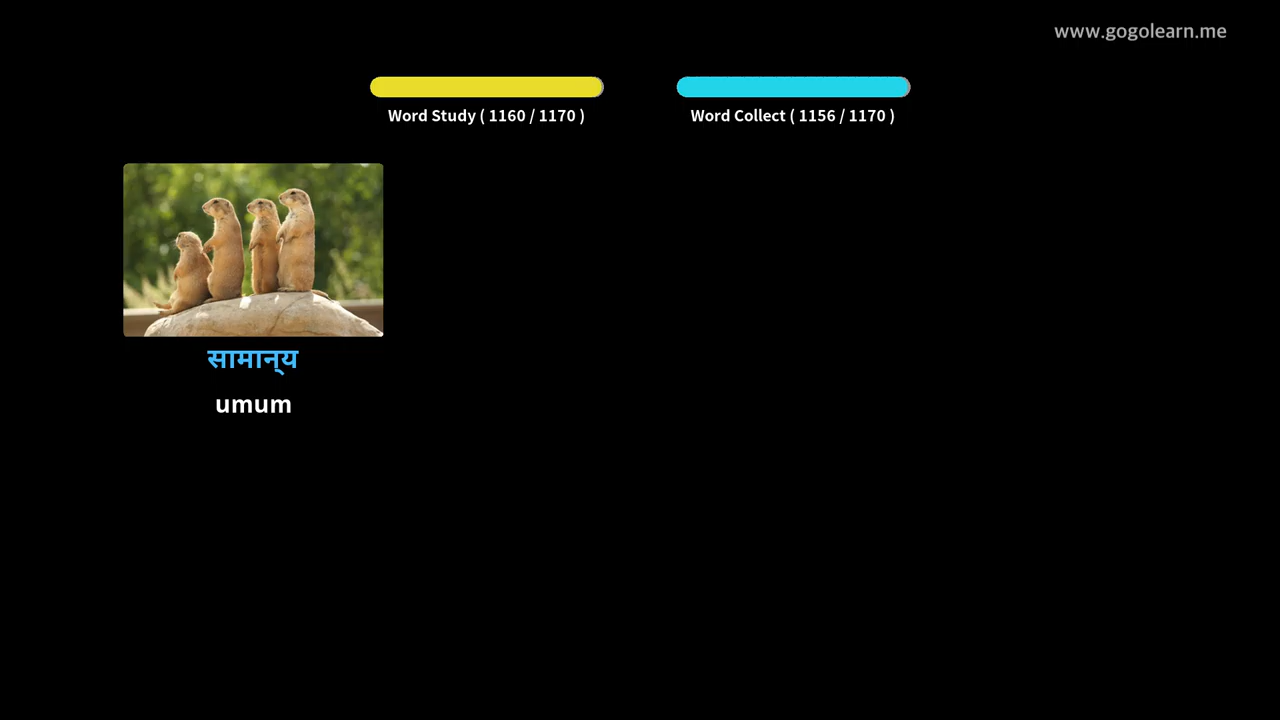 www.gogolearn.me
Word Study ( 1160 / 1170 )
Word Collect ( 1156 / 1170 )
सामान्‍य
umum